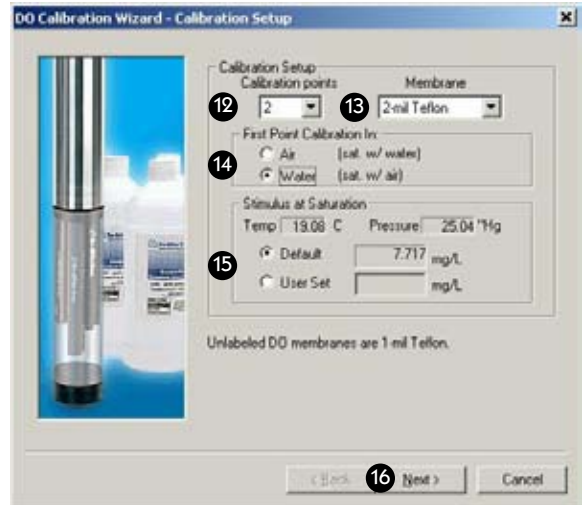 DO Calibration Wizard - Calibration Setup
Calibration Setup
Calibration points Membrane
12 2 13 2-mil Teflon
First Point Calibration In:
14 Air (sat. w/ water)
Water (sat. w/ air)
Stimulus at Saturation
Temp 19.08 C Pressure 25.04 "Hg
15 Default 7.717 mg/L
User Set mg/L
Unlabeled DO membranes are 1-mil Teflon.
< Back 16 Next > Cancel